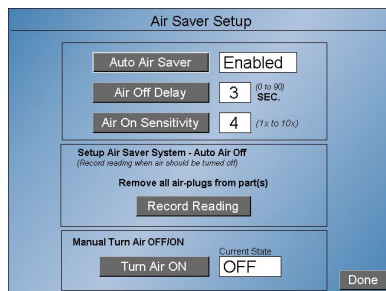 Air Saver Setup
Auto Air Saver Enabled
Air Off Delay 3 (0 to 90) SEC.
Air On Sensitivity 4 (1x to 10x)
Setup Air Saver System - Auto Air Off
(Record reading when air should be turned off)
Remove all air-plugs from part(s)
Record Reading
Manual Turn Air OFF/ON
Current State
Turn Air ON OFF
Done